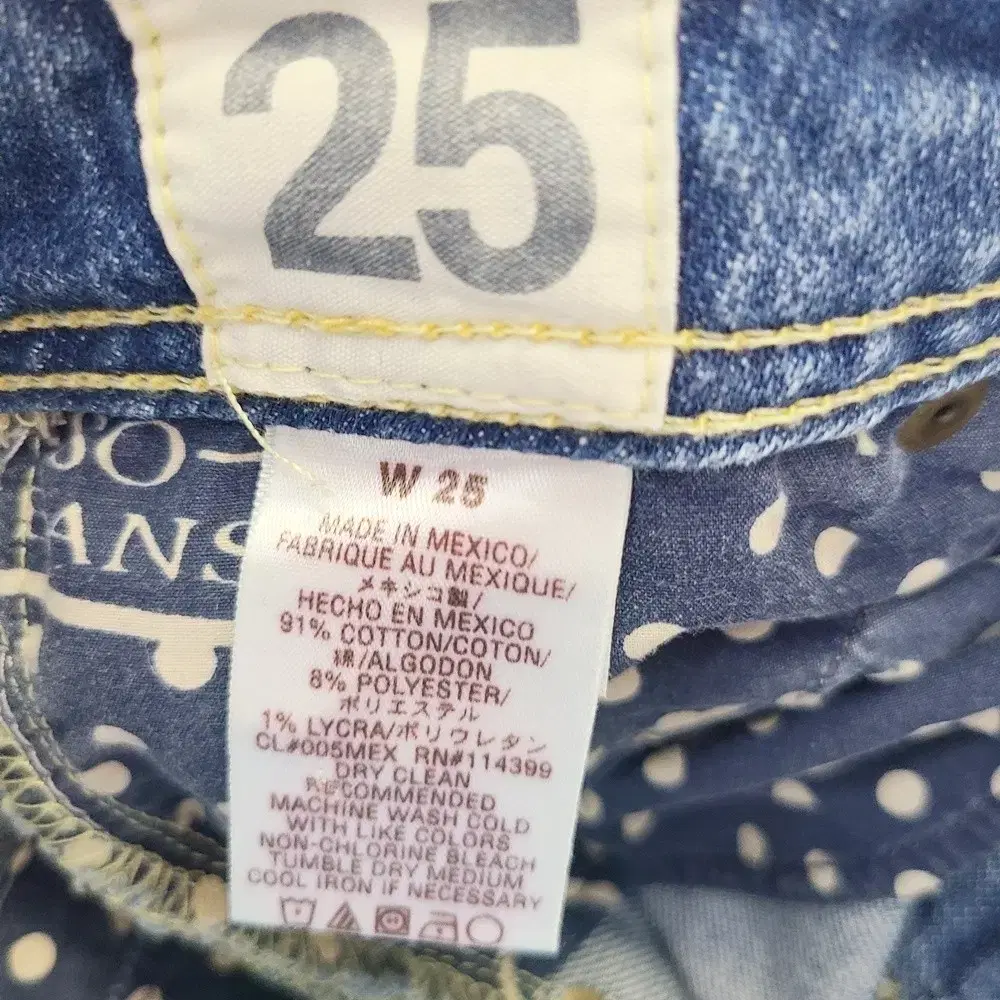 25
JO-
ANS
W 25
MADE IN MEXICO/
FABRIQUE AU MEXIQUE/
メキシコ製/
HECHO EN MEXICO
91% COTTON/COTON/
綿/ALGODON
8% POLYESTER/
ポリエステル
1% LYCRA/ポリウレタン
CL#005MEX RN#114399
DRY CLEAN
RECOMMENDED
MACHINE WASH COLD
WITH LIKE COLORS
NON-CHLORINE BLEACH
TUMBLE DRY MEDIUM
COOL IRON IF NECESSARY